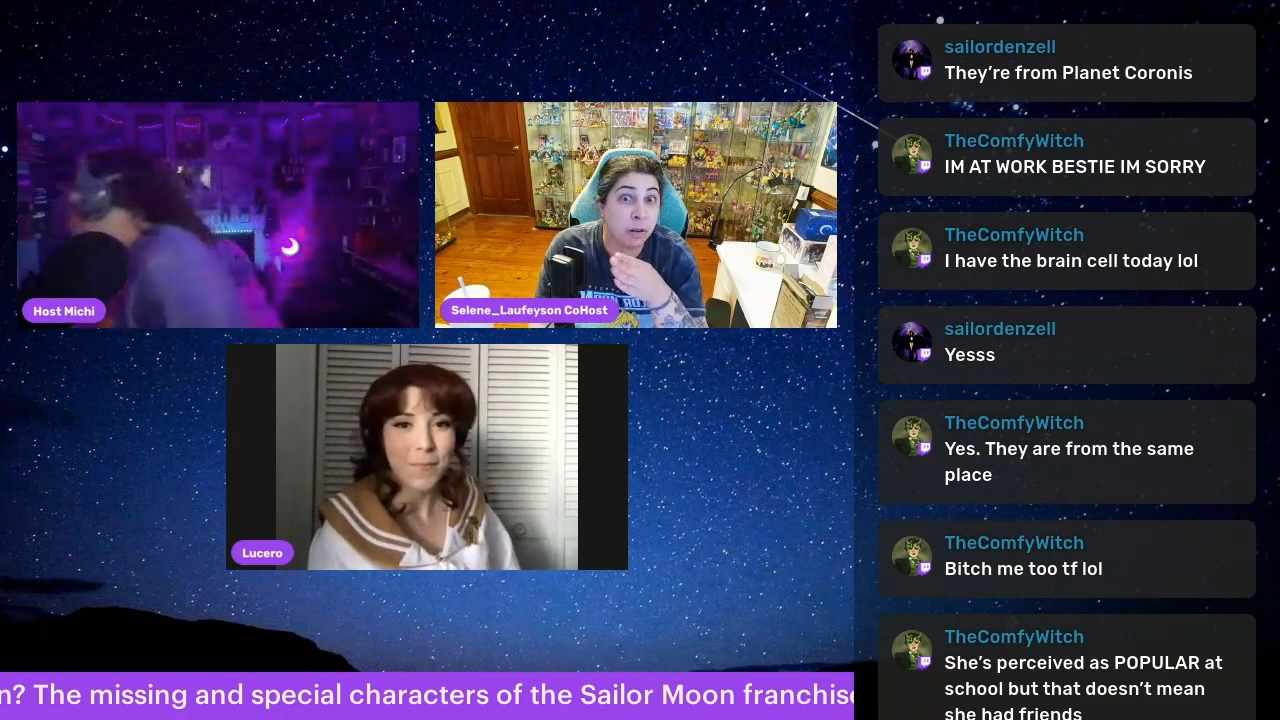 Host Michi
Selene_Laufeyson CoHost
Lucero
n? The missing and special characters of the Sailor Moon franchise
sailordenzell
They're from Planet Coronis
TheComfyWitch
IM AT WORK BESTIE IM SORRY
TheComfyWitch
I have the brain cell today lol
sailordenzell
Yesss
TheComfyWitch
Yes. They are from the same
place
TheComfyWitch
Bitch me too tf lol
TheComfyWitch
She's perceived as POPULAR at
school but that doesn't mean
she had friends